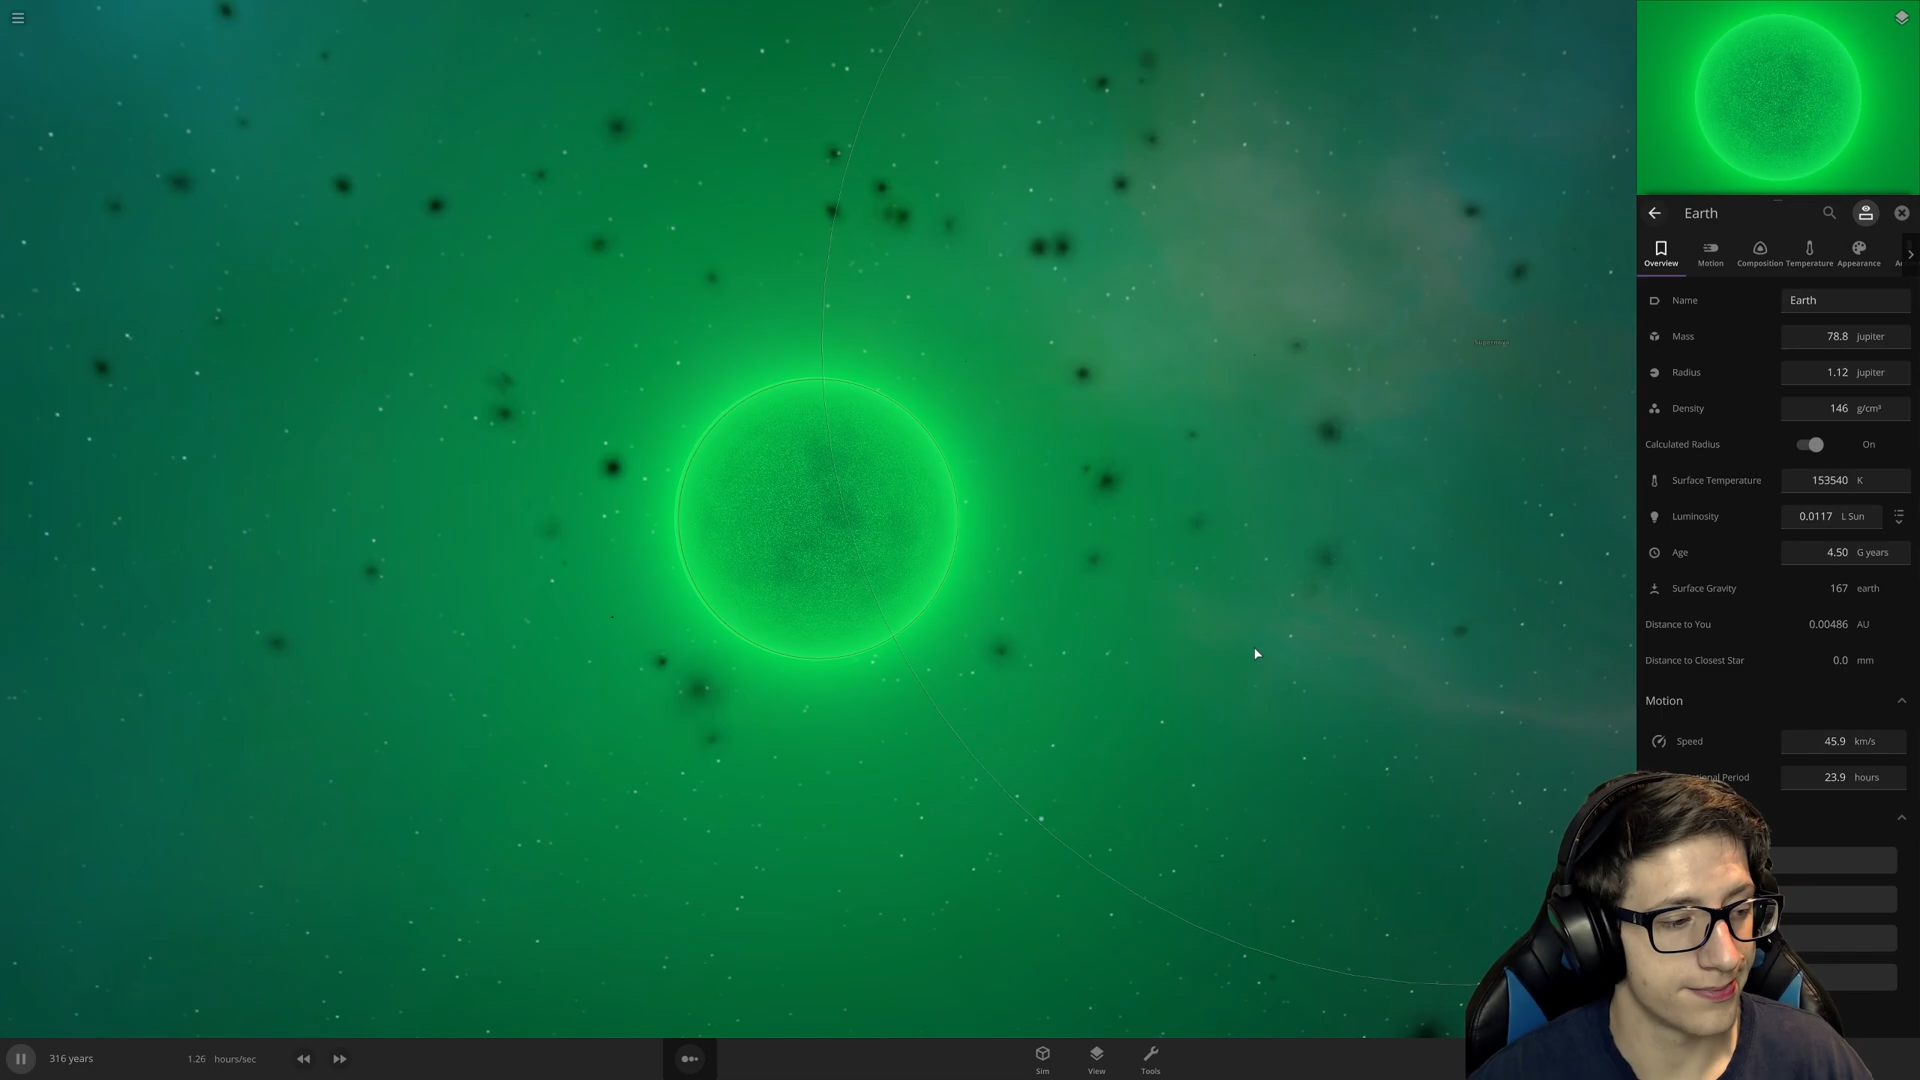 Earth
Overview
Motion
Composition
Temperature
Appearance
Name Earth
Mass 78.8 jupiter
Radius 1.12 jupiter
Density 146 g/cm³
Calculated Radius On
Surface Temperature 153540 K
Luminosity 0.0117 L Sun
Age 4.50 G years
Surface Gravity 167 earth
Distance to You 0.00486 AU
Distance to Closest Star 0.0 mm
Motion
Speed 45.9 km/s
Period 23.9 hours
316 years
1.26 hours/sec
Sim
View
Tools